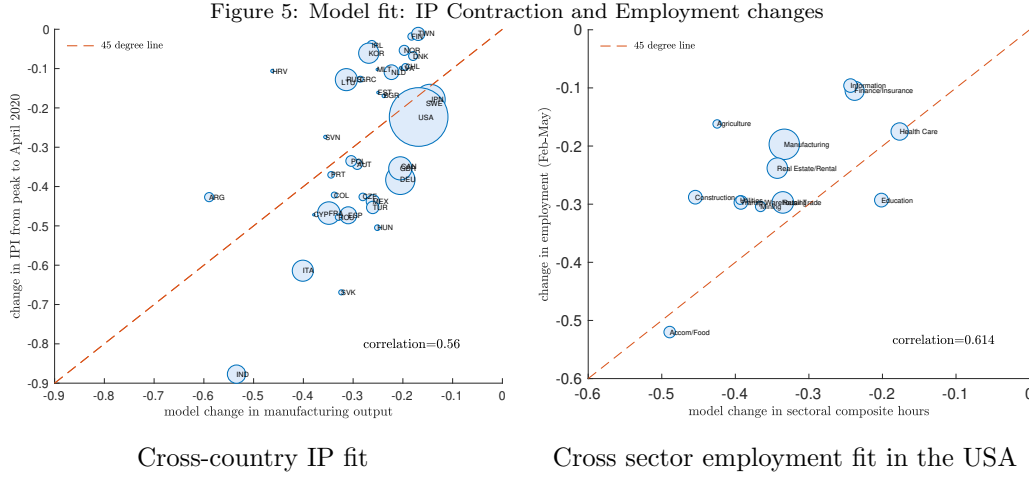 Figure 5: Model fit: IP Contraction and Employment changes
0
-0.1
-0.2
-0.3
-0.4
-0.5
-0.6
-0.7
-0.8
-0.9
change in IPI from peak to April 2020
45 degree line
TWN
FIN
IRL
KOR
NOR
DNK
HRV
MLT
NLD
CHL
LTU
GRC
EST
BGR
JPN
SWE
USA
SVN
POL
AUT
CAN
PRT
DEU
ARG
COL
CZE
MEX
TUR
CYP
FRA
ESP
HUN
ITA
SVK
IND
correlation=0.56
-0.9 -0.8 -0.7 -0.6 -0.5 -0.4 -0.3 -0.2 -0.1 0
model change in manufacturing output
Cross-country IP fit
0
-0.1
-0.2
-0.3
-0.4
-0.5
-0.6
change in employment (Feb-May)
45 degree line
Information
Finance/Insurance
Agriculture
Health Care
Manufacturing
Real Estate/Rental
Construction
Utilities
Mining
Retail Trade
Education
Accom/Food
correlation=0.614
-0.6 -0.5 -0.4 -0.3 -0.2 -0.1 0
model change in sectoral composite hours
Cross sector employment fit in the USA